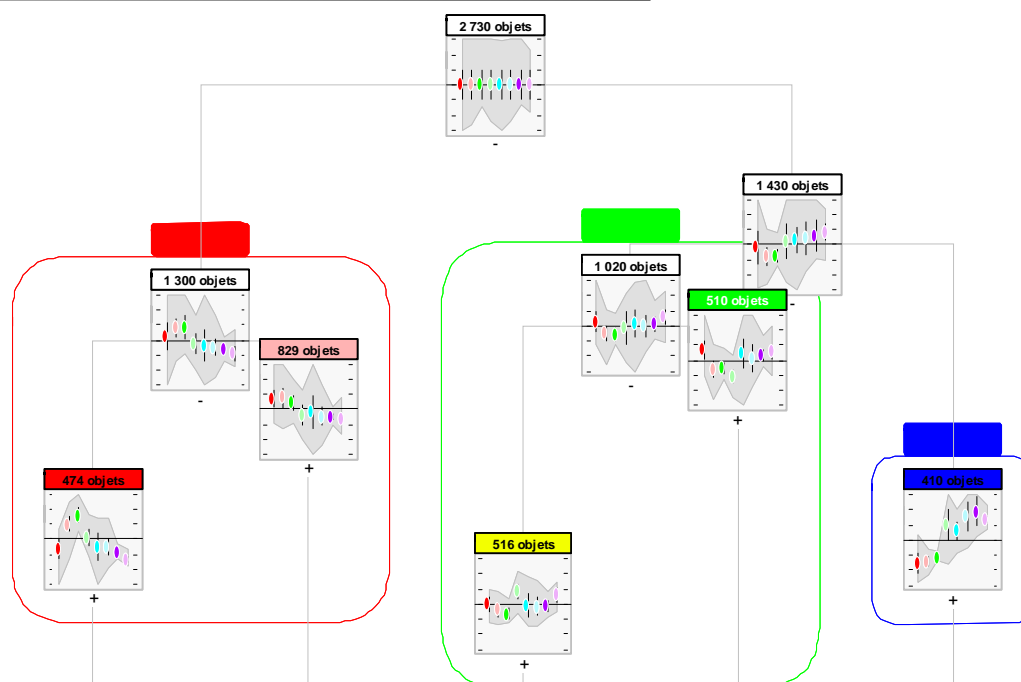 2 730 objets
-
1 430 objets
-
1 020 objets
-
1 300 objets
-
510 objets
+
829 objets
+
474 objets
+
410 objets
+
516 objets
+